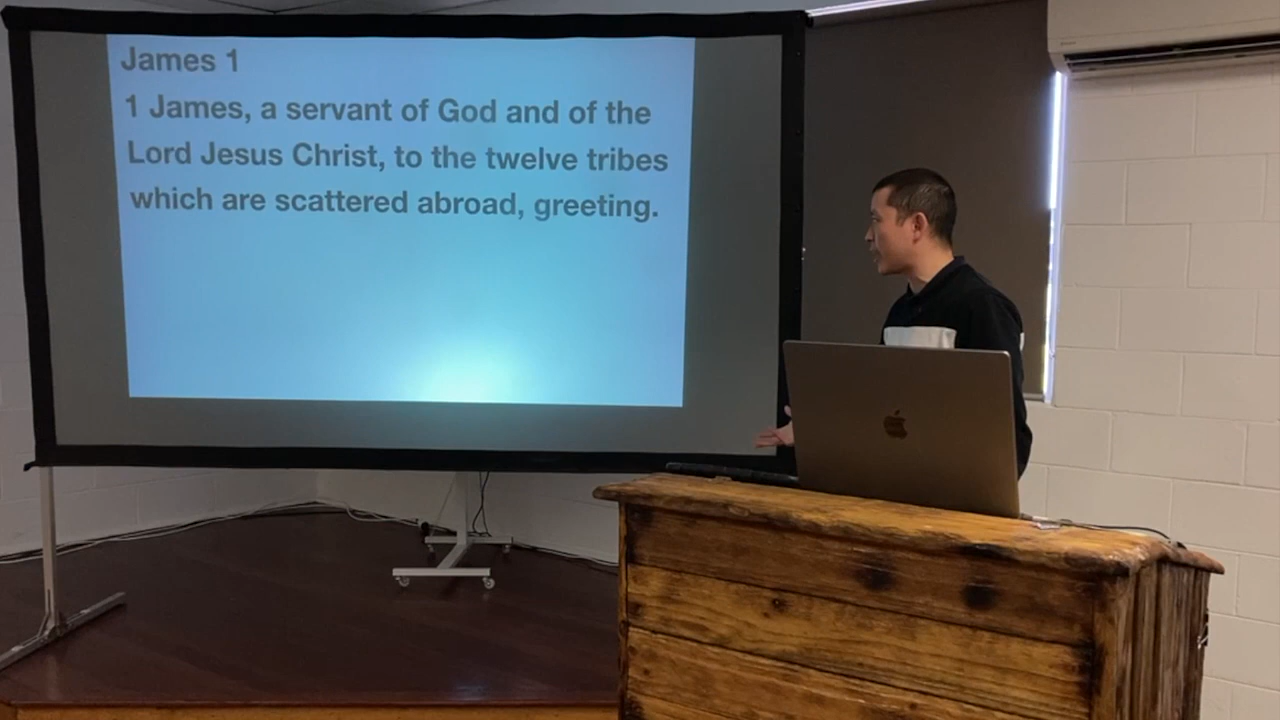 James 1
1 James, a servant of God and of the
Lord Jesus Christ, to the twelve tribes
which are scattered abroad, greeting.